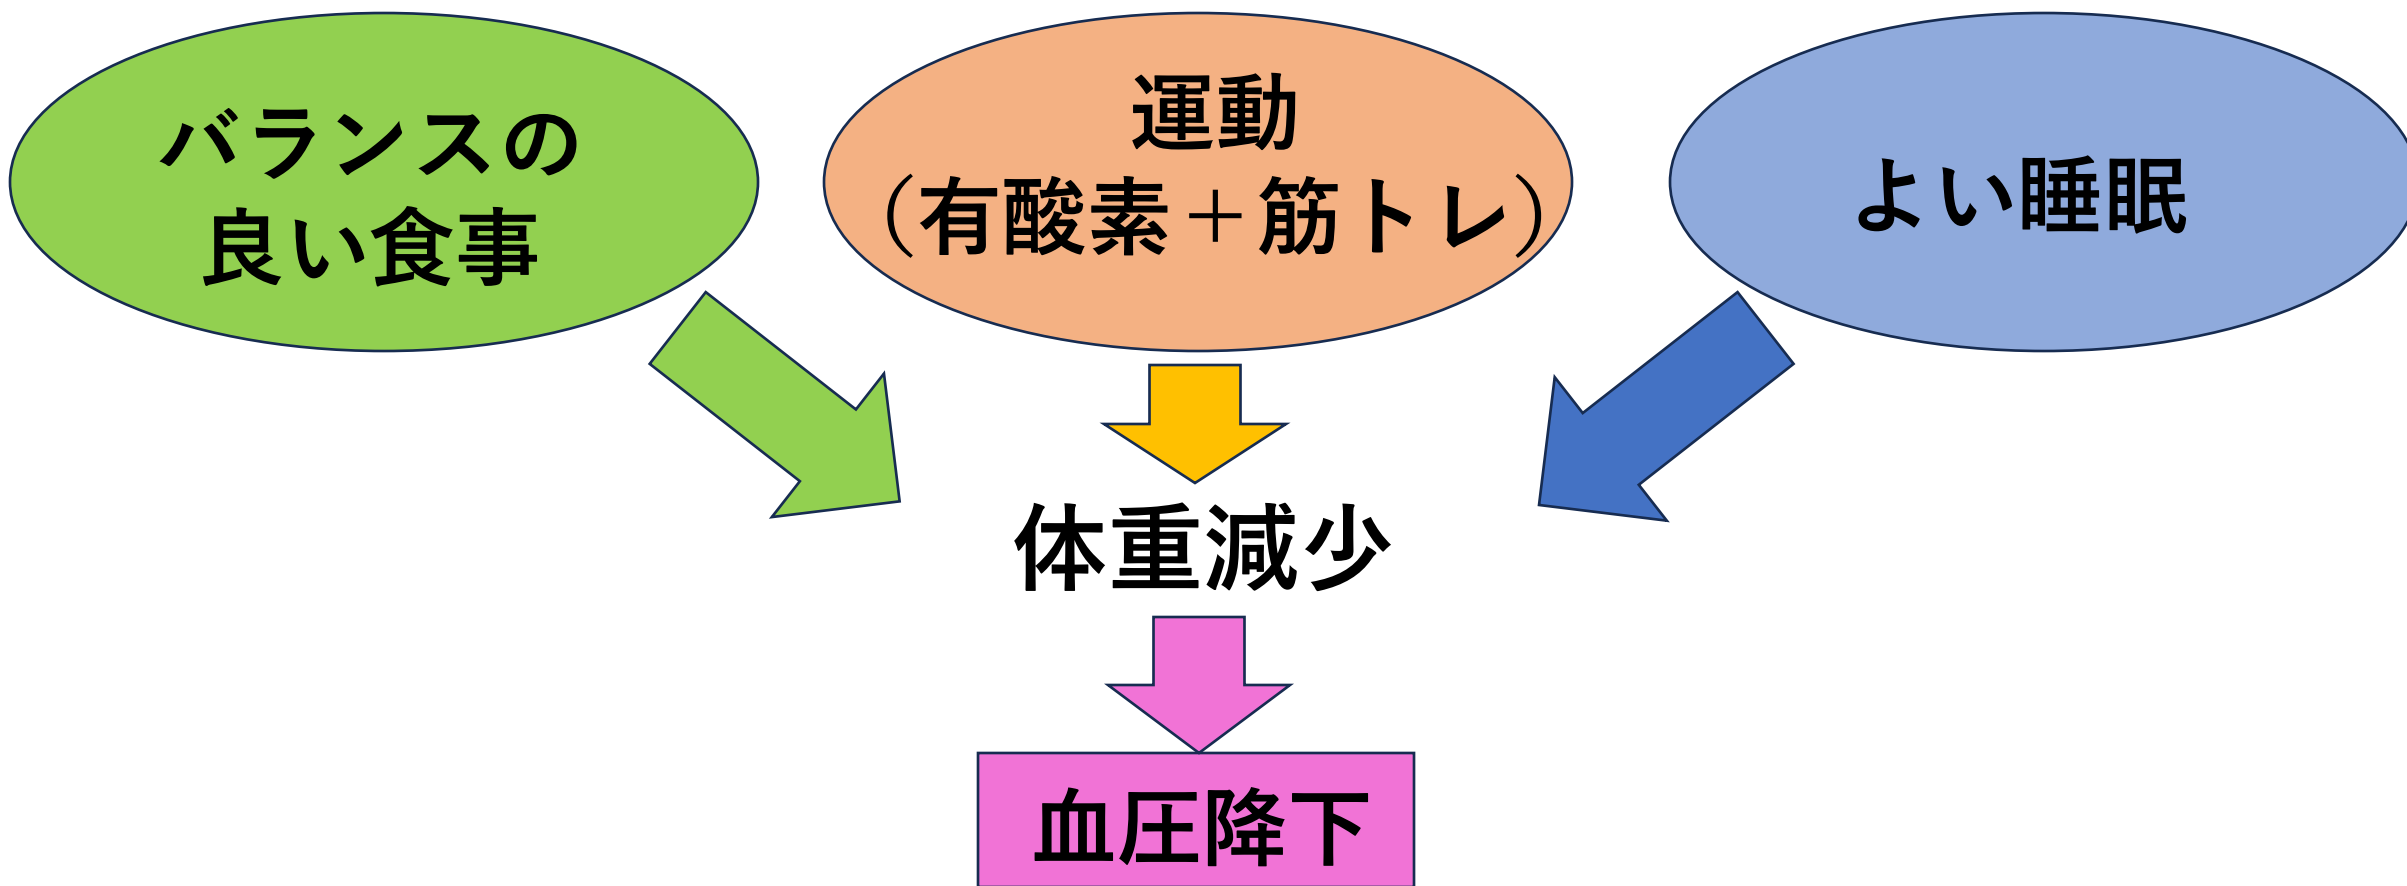 バランスの
良い食事
運動
（有酸素＋筋トレ）
よい睡眠
体重減少
血圧降下